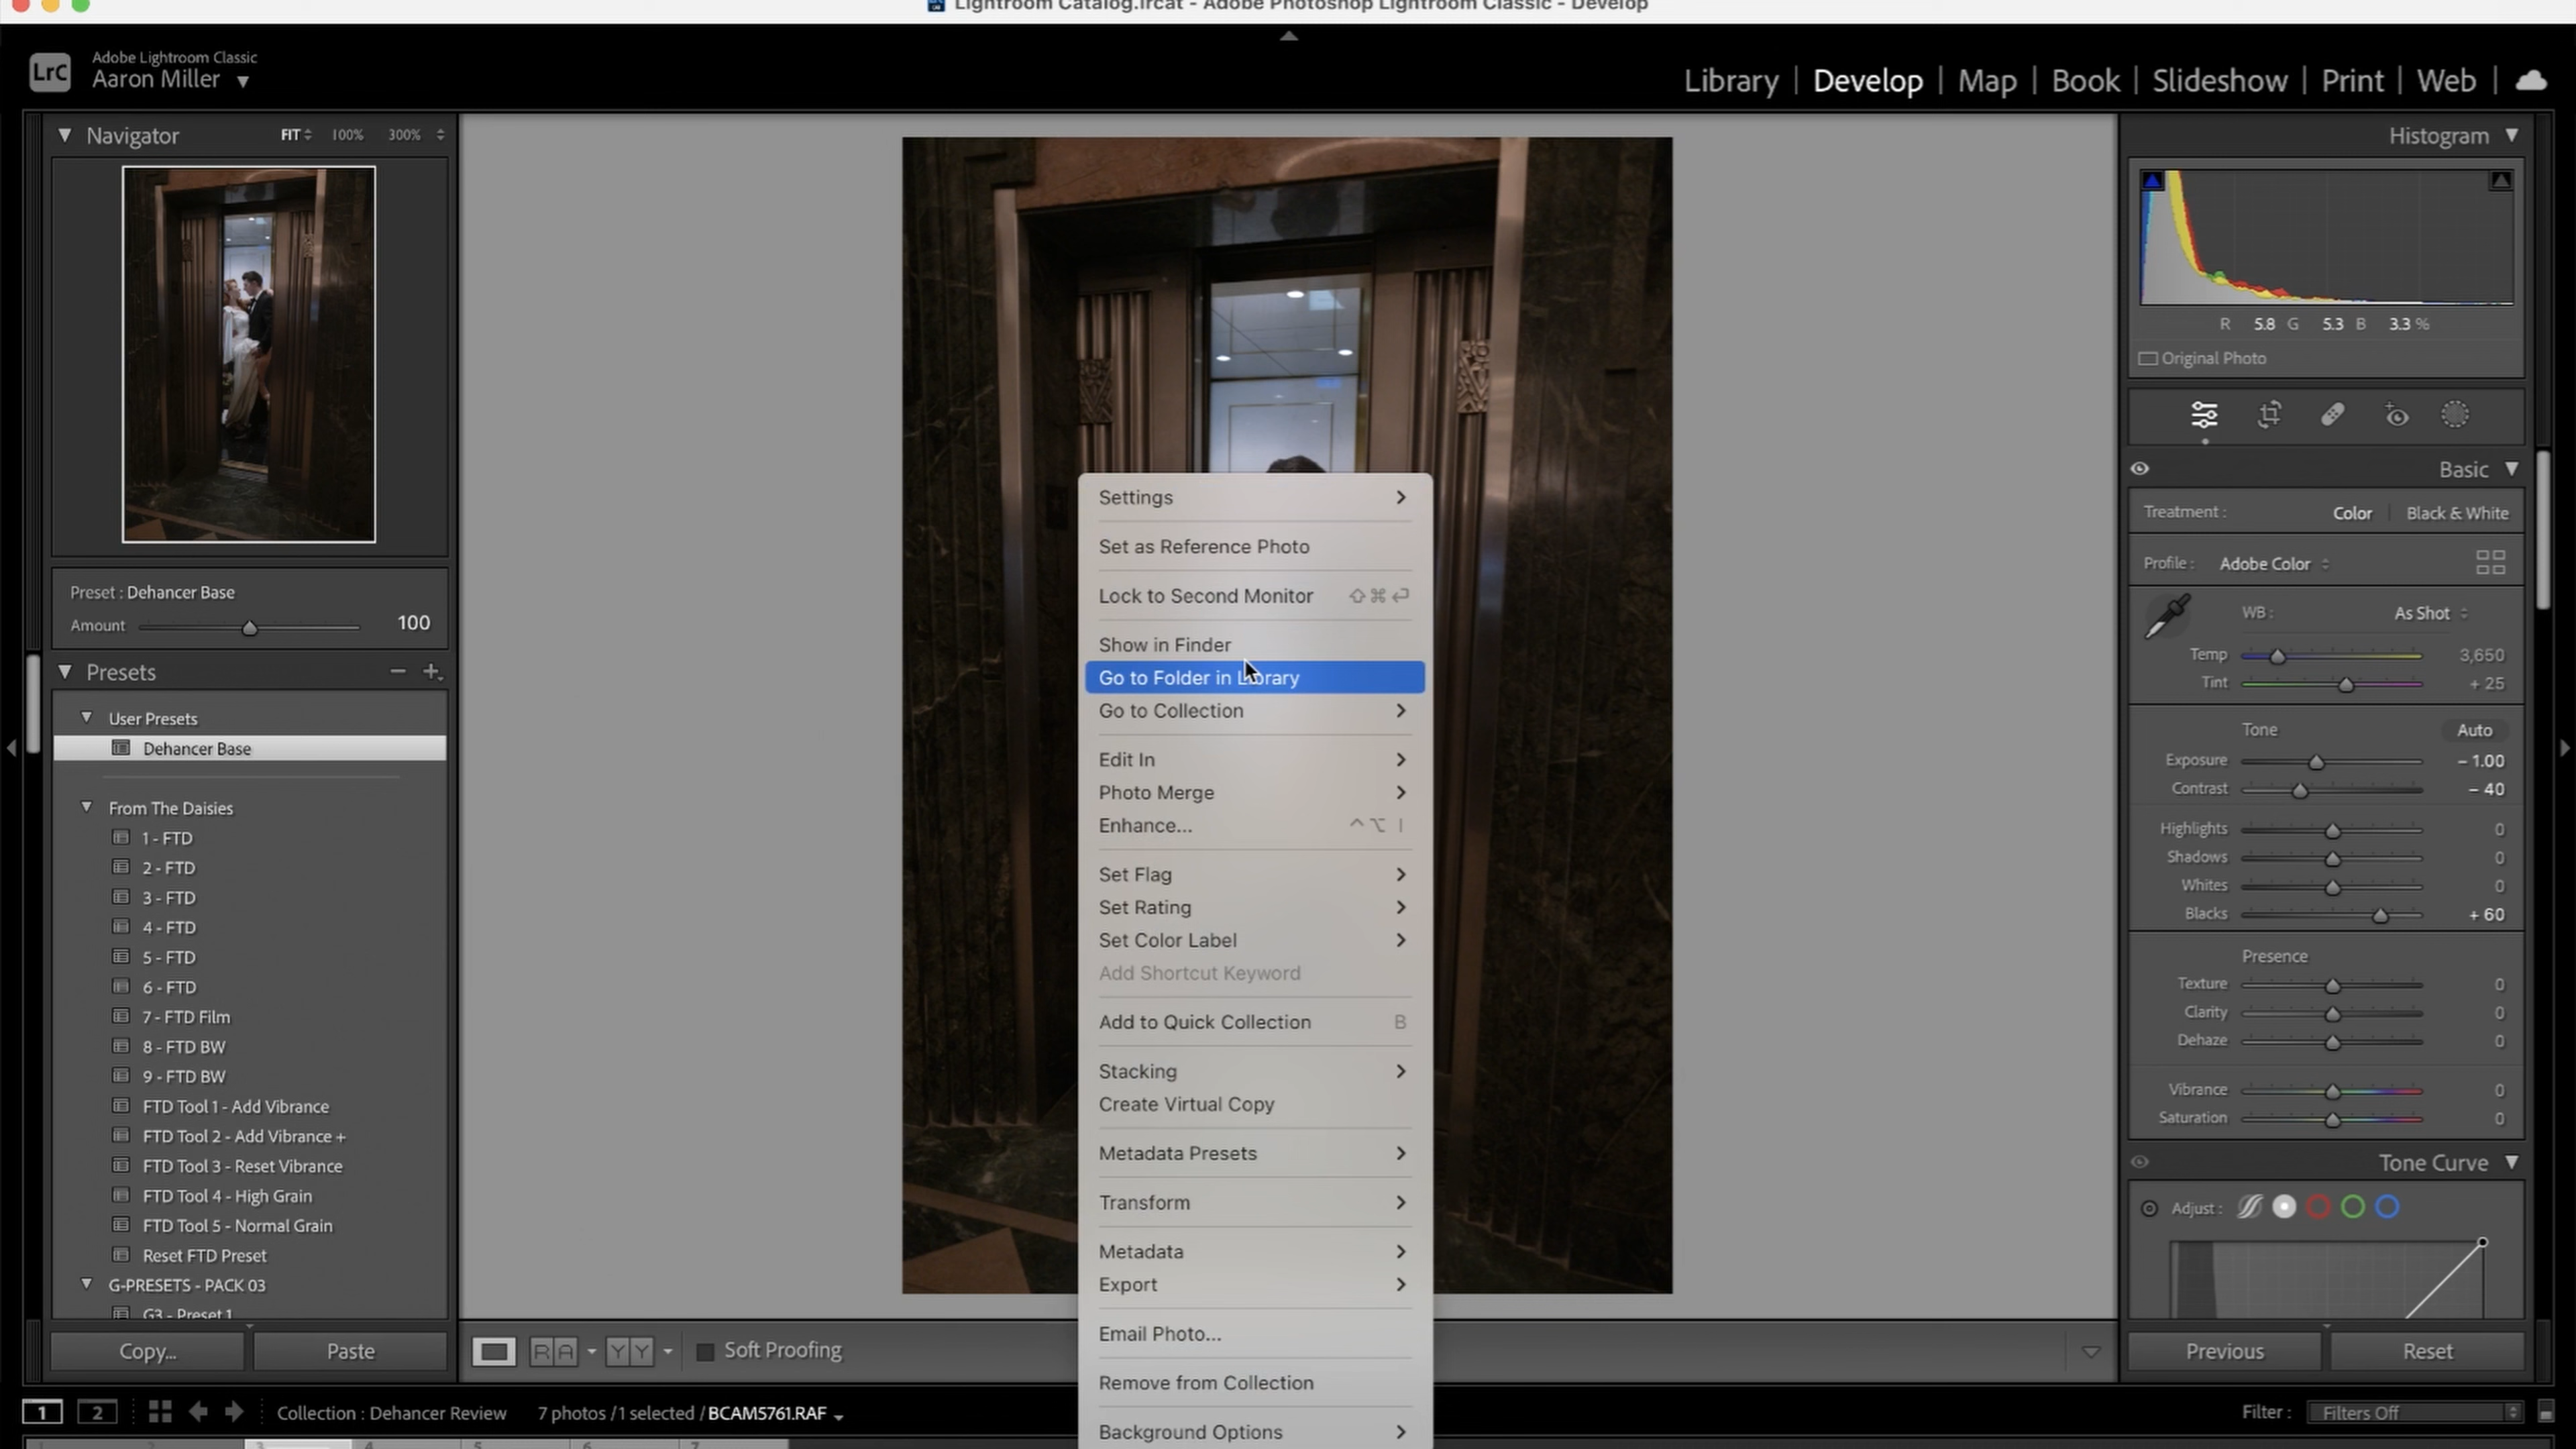 Lightroom Catalog.lrcat - Adobe Photoshop Lightroom Classic - Develop
LrC
Adobe Lightroom Classic
Aaron Miller
Library | Develop | Map | Book | Slideshow | Print | Web
Navigator
FIT
100%
300%
Preset : Dehancer Base
Amount
100
Presets
User Presets
Dehancer Base
From The Daisies
1 - FTD
2 - FTD
3 - FTD
4 - FTD
5 - FTD
6 - FTD
7 - FTD Film
8 - FTD BW
9 - FTD BW
FTD Tool 1 - Add Vibrance
FTD Tool 2 - Add Vibrance +
FTD Tool 3 - Reset Vibrance
FTD Tool 4 - High Grain
FTD Tool 5 - Normal Grain
Reset FTD Preset
G-PRESETS - PACK 03
G3 - Preset 1
Copy...
Paste
Settings
Set as Reference Photo
Lock to Second Monitor ⇧⌘↩
Show in Finder
Go to Folder in Library
Go to Collection
Edit In
Photo Merge
Enhance... ^⌥ I
Set Flag
Set Rating
Set Color Label
Add Shortcut Keyword
Add to Quick Collection B
Stacking
Create Virtual Copy
Metadata Presets
Transform
Metadata
Export
Email Photo...
Remove from Collection
Background Options
RA
YY
Soft Proofing
Histogram
R 5.8 G 5.3 B 3.3 %
Original Photo
Basic
Treatment : Color Black & White
Profile : Adobe Color
WB : As Shot
Temp 3,650
Tint + 25
Tone Auto
Exposure – 1.00
Contrast – 40
Highlights 0
Shadows 0
Whites 0
Blacks + 60
Presence
Texture 0
Clarity 0
Dehaze 0
Vibrance 0
Saturation 0
Tone Curve
Adjust :
Previous
Reset
1
2
Collection : Dehancer Review
7 photos / 1 selected / BCAM5761.RAF
Filter : Filters Off
1 2 3 4 5 6 7